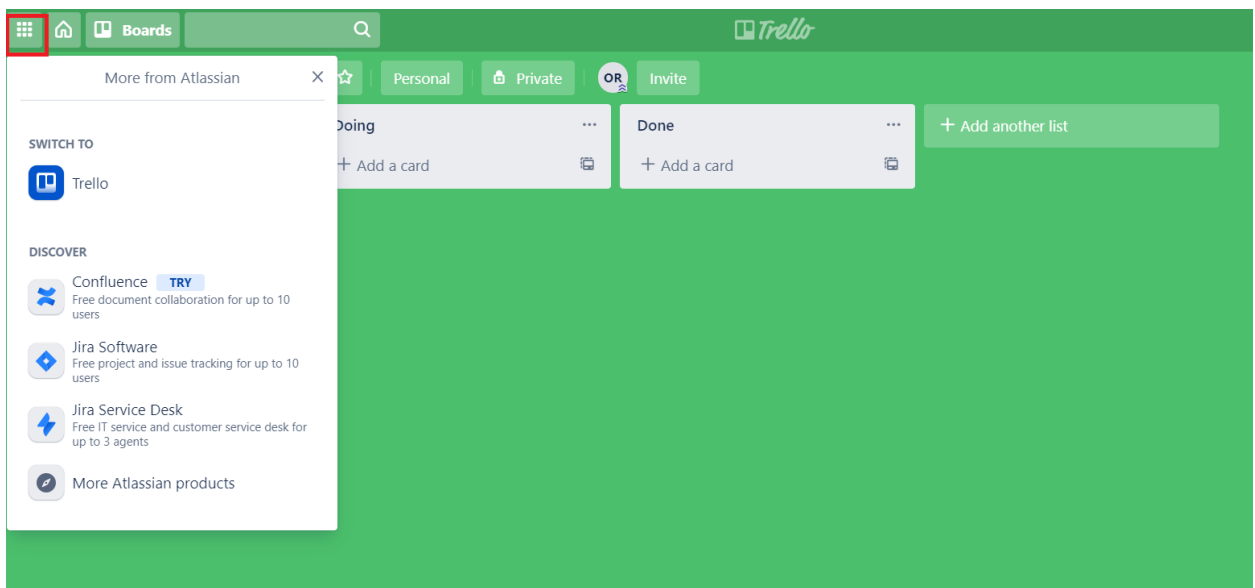 Boards
Trello
More from Atlassian
Personal
Private
OR
Invite
SWITCH TO
Trello
DISCOVER
Confluence TRY
Free document collaboration for up to 10
users
Jira Software
Free project and issue tracking for up to 10
users
Jira Service Desk
Free IT service and customer service desk for
up to 3 agents
More Atlassian products
Doing
Add a card
Done
Add a card
Add another list